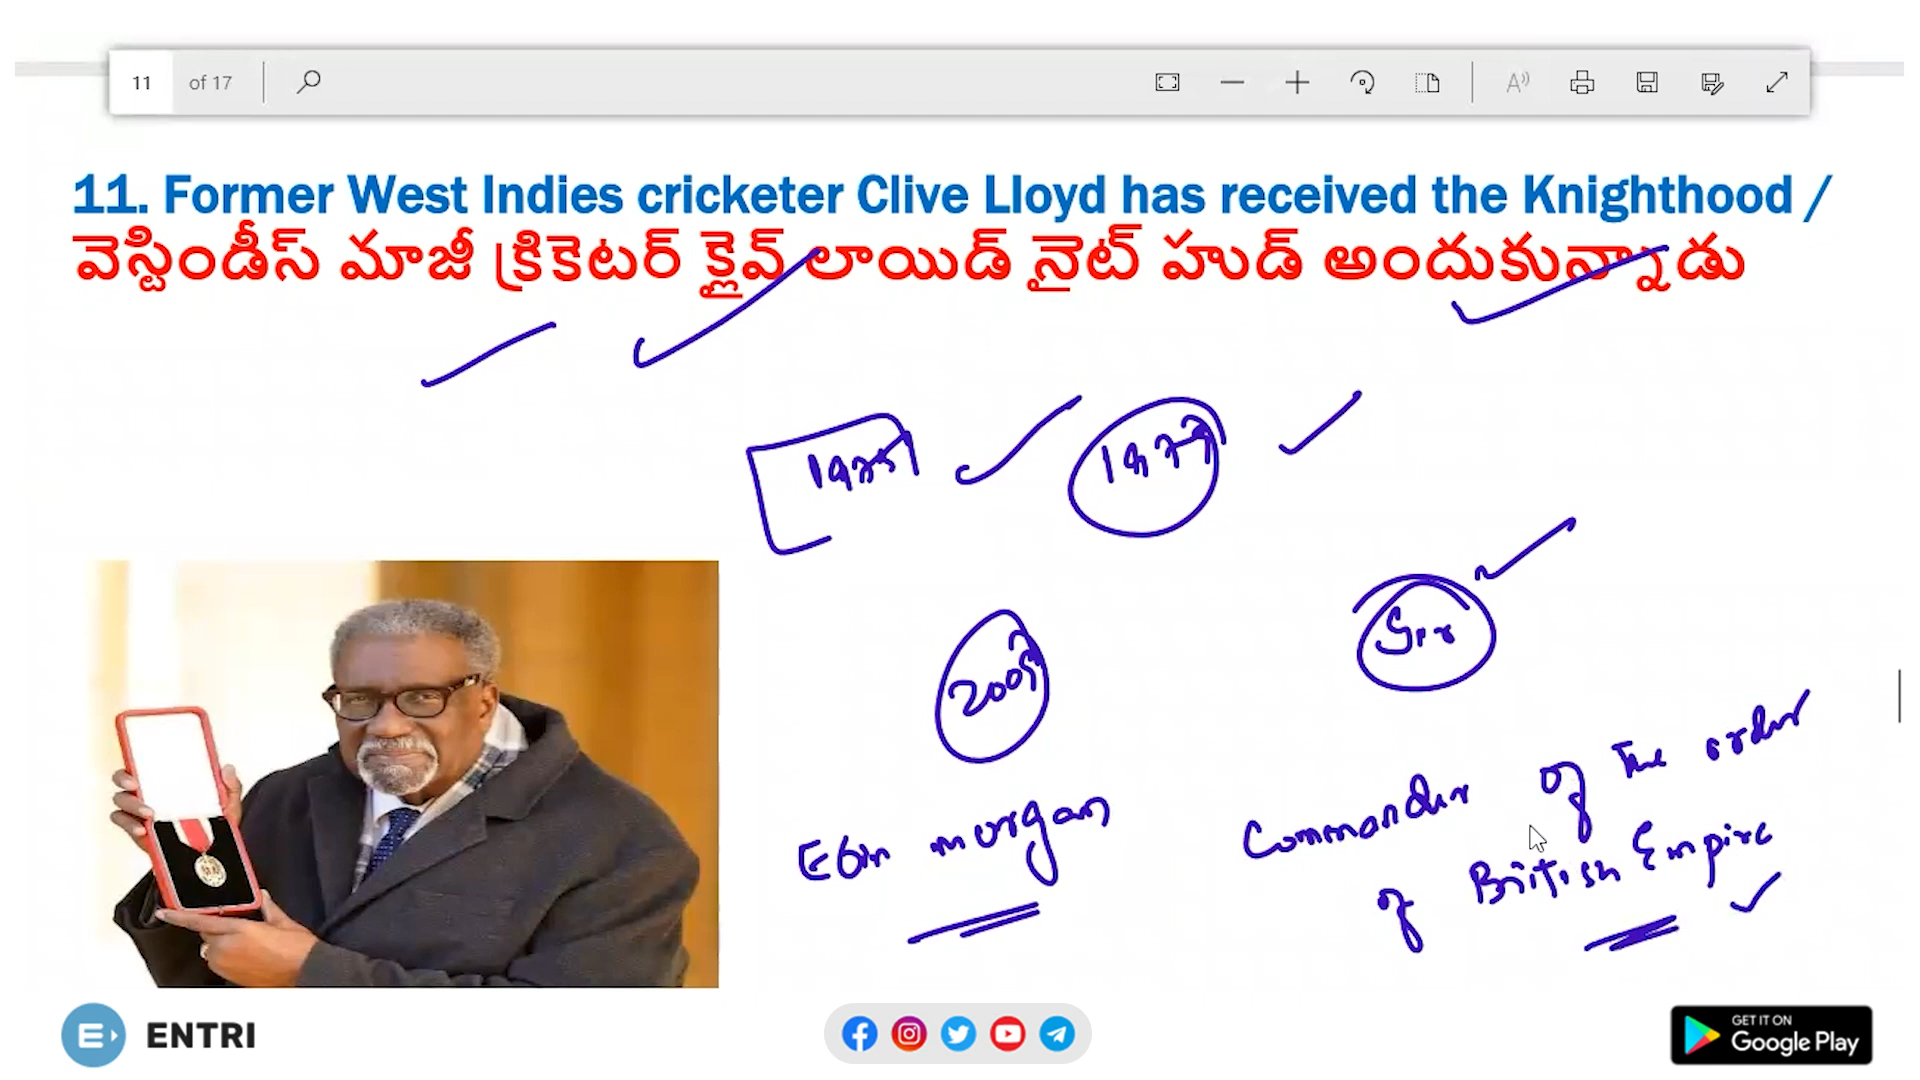 11 of 17
11. Former West Indies cricketer Clive Lloyd has received the Knighthood /
వెస్టిండీస్ మాజీ క్రికెటర్ క్లైవ్ లాయిడ్ నైట్ హుడ్ అందుకున్నాడు
1975 1979
Sir
2009
Eoin morgan
Commander of the order
of British Empire
ENTRI
GET IT ON
Google Play